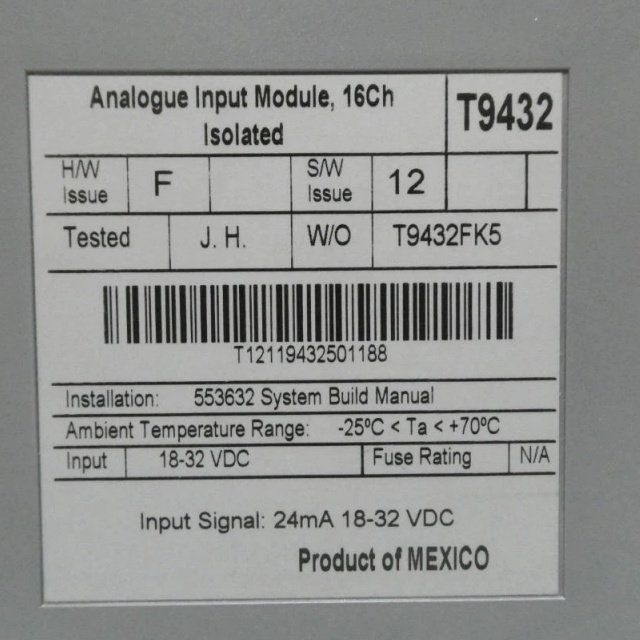 Analogue Input Module, 16Ch
Isolated
T9432
H/W Issue F S/W Issue 12
Tested J. H. W/O T9432FK5
T12119432501188
Installation: 553632 System Build Manual
Ambient Temperature Range: -25ºC < Ta < +70ºC
Input 18-32 VDC Fuse Rating N/A
Input Signal: 24mA 18-32 VDC
Product of MEXICO